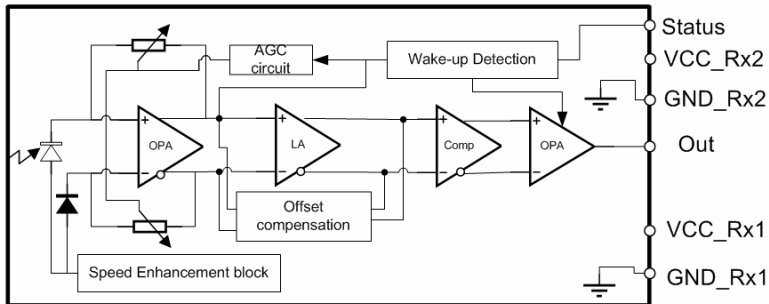 Status
AGC
circuit
Wake-up Detection
VCC_Rx2
GND_Rx2
+
OPA
−
+
LA
−
+
Comp
−
+
OPA
−
Out
Offset
compensation
VCC_Rx1
Speed Enhancement block
GND_Rx1